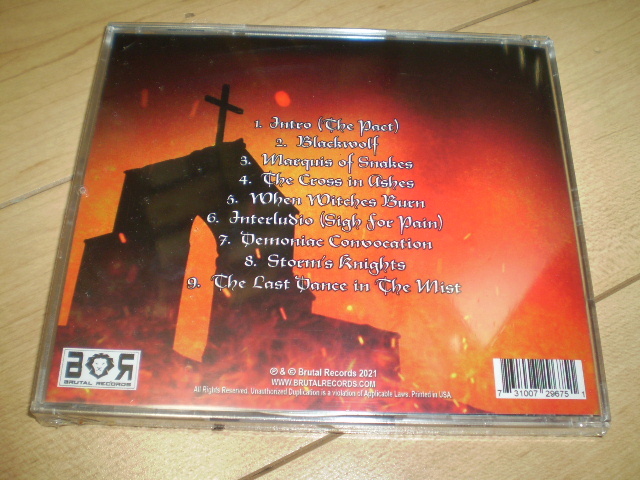 1. Intro (The Pact)
2. Blackwolf
3. Marquis of Snakes
4. The Cross in Ashes
5. When Witches Burn
6. Interludio (Sigh for Pain)
7. Demoniac Convocation
8. Storm's Knights
9. The Last Dance in The Mist
BR
BRUTAL RECORDS
℗ & © Brutal Records 2021
WWW.BRUTALRECORDS.COM
All Rights Reserved. Unauthorized Duplication is a violation of Applicable Laws. Printed in USA.
7 31007 29675 1